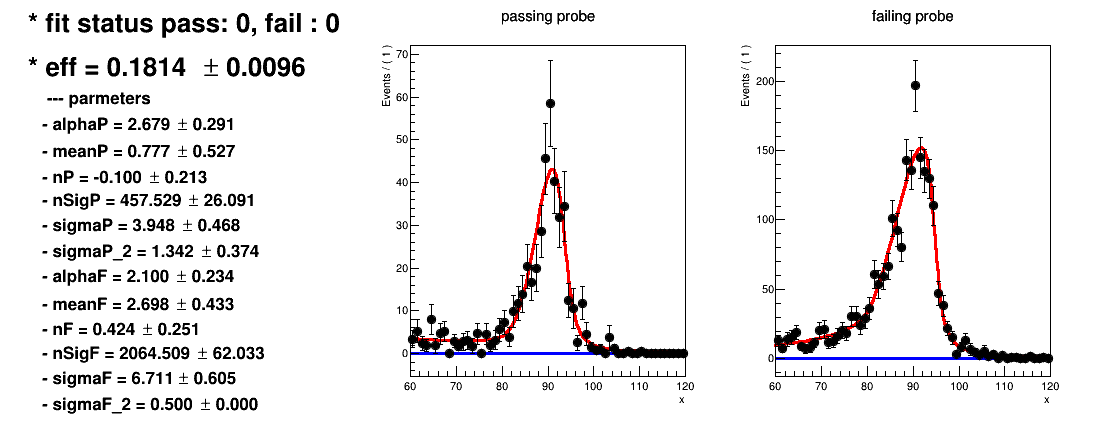 * fit status pass: 0, fail : 0
* eff = 0.1814 ± 0.0096
--- parmeters
- alphaP = 2.679 ± 0.291
- meanP = 0.777 ± 0.527
- nP = -0.100 ± 0.213
- nSigP = 457.529 ± 26.091
- sigmaP = 3.948 ± 0.468
- sigmaP_2 = 1.342 ± 0.374
- alphaF = 2.100 ± 0.234
- meanF = 2.698 ± 0.433
- nF = 0.424 ± 0.251
- nSigF = 2064.509 ± 62.033
- sigmaF = 6.711 ± 0.605
- sigmaF_2 = 0.500 ± 0.000
passing probe
Events / ( 1 )
70
60
50
40
30
20
10
0
60 70 80 90 100 110 120
x
failing probe
Events / ( 1 )
200
150
100
50
0
60 70 80 90 100 110 120
x